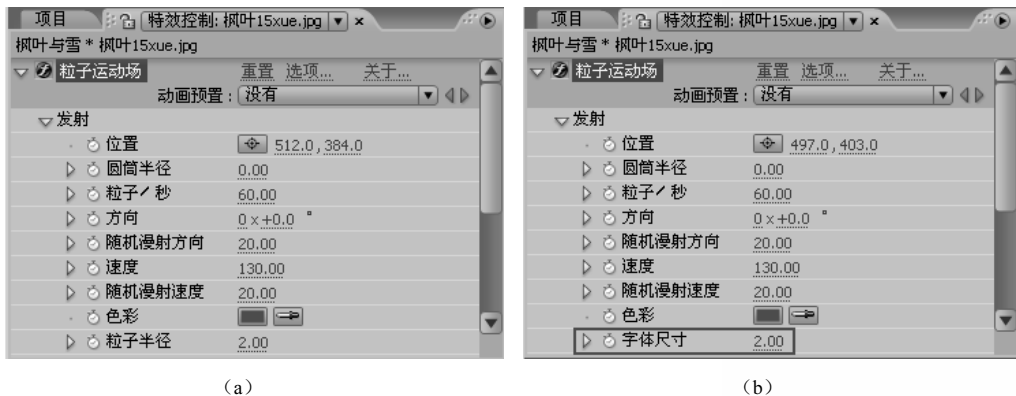 项目 特效控制: 枫叶15xue.jpg
枫叶与雪 * 枫叶15xue.jpg
粒子运动场 重置 选项... 关于...
动画预置: 没有
发射
位置 512.0, 384.0
圆筒半径 0.00
粒子/秒 60.00
方向 0x+0.0 °
随机漫射方向 20.00
速度 130.00
随机漫射速度 20.00
色彩
粒子半径 2.00
(a)
项目 特效控制: 枫叶15xue.jpg
枫叶与雪 * 枫叶15xue.jpg
粒子运动场 重置 选项... 关于...
动画预置: 没有
发射
位置 497.0, 403.0
圆筒半径 0.00
粒子/秒 60.00
方向 0x+0.0 °
随机漫射方向 20.00
速度 130.00
随机漫射速度 20.00
色彩
字体尺寸 2.00
(b)